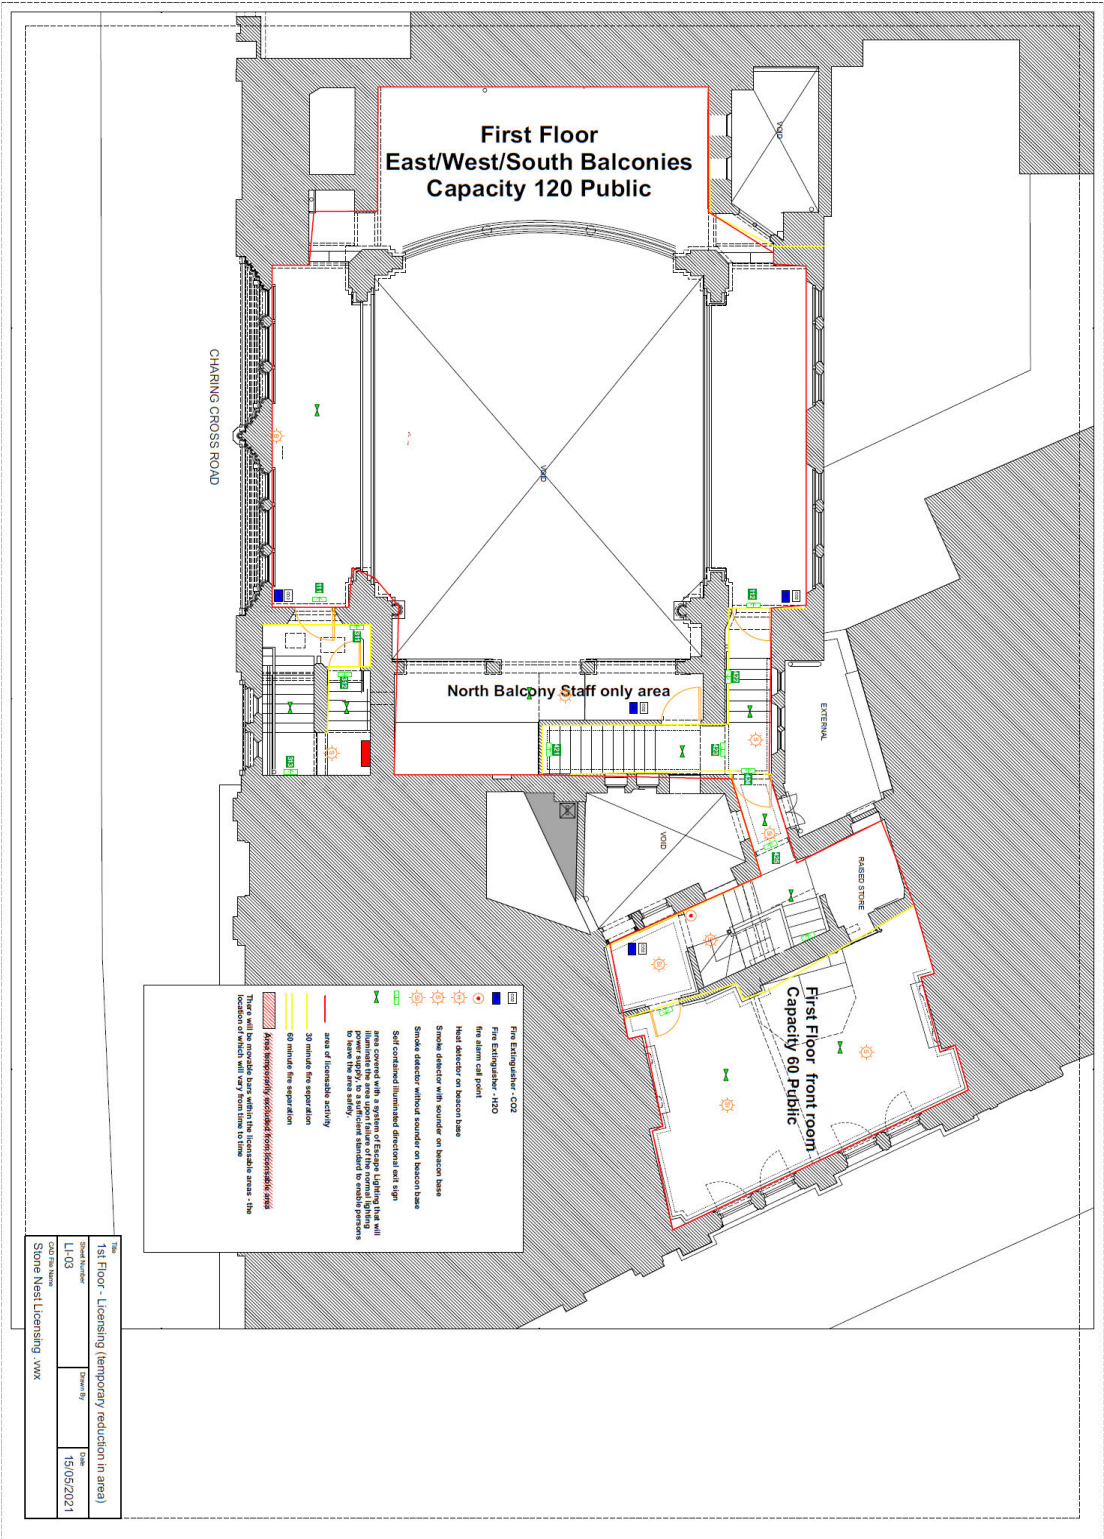 First Floor
East/West/South Balconies
Capacity 120 Public
VOID
CHARING CROSS ROAD
VOID
North Balcony Staff only area
EXTERNAL
VOID
RAISED STORE
First Floor front room
Capacity 60 Public
Fire Extinguisher - CO2
Fire Extinguisher - H2O
fire alarm call point
Heat detector on beacon base
Smoke detector with sounder on beacon base
Smoke detector without sounder on beacon base
Self contained illuminated directional exit sign
area covered with a system of Escape Lighting that will
illuminate the area upon failure of the normal lighting
power supply, to a sufficient standard to enable persons
to leave the area safely.
area of licensable activity
30 minute fire separation
60 minute fire separation
Area temporarily excluded from licensable area
There will be movable bars within the licensable areas - the
location of which will vary from time to time
Title
1st Floor - Licensing (temporary reduction in area)
Sheet Number
LI-03
Drawn By
Date
15/05/2021
CAD File Name
Stone Nest Licensing .vwx